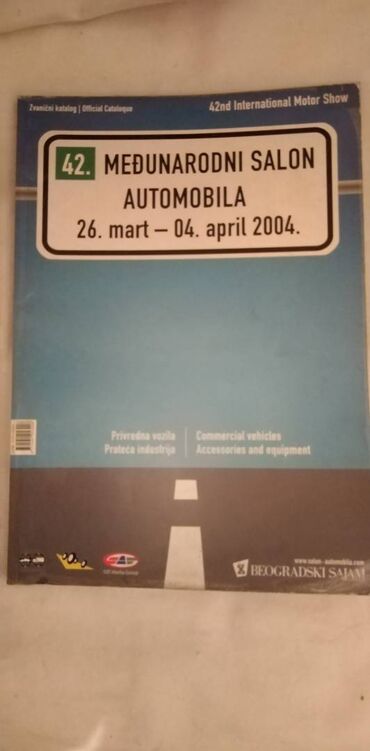 Zvanični katalog | Official Catalogue
42nd International Motor Show
42. MEĐUNARODNI SALON
AUTOMOBILA
26. mart – 04. april 2004.
Privredna vozila
Prateća industrija
Commercial vehicles
Accessories and equipment
www.salon-automobila.com
BEOGRADSKI SAJAM